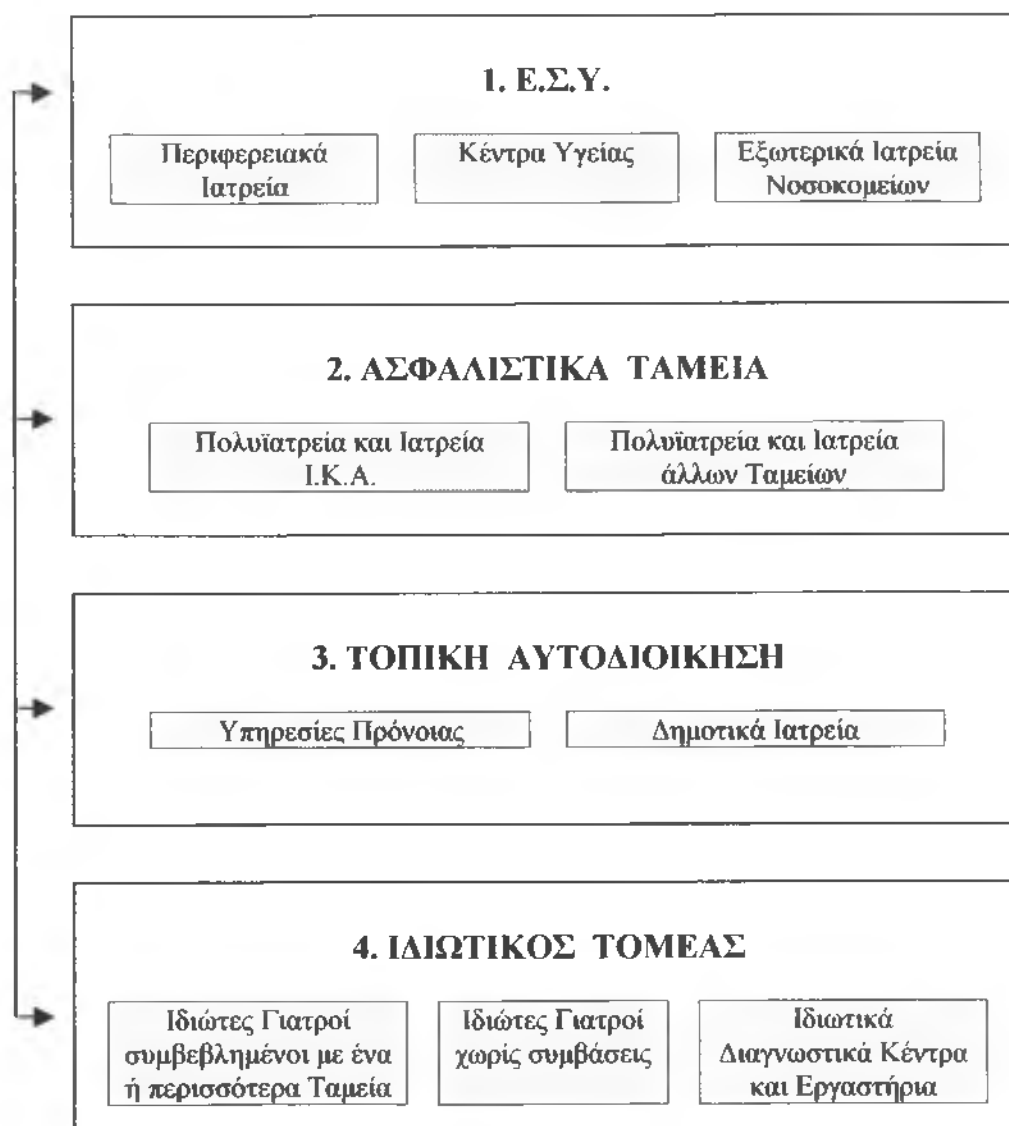 1. Ε.Σ.Υ.
Περιφερειακά
Ιατρεία
Κέντρα Υγείας
Εξωτερικά Ιατρεία
Νοσοκομείων
2. ΑΣΦΑΛΙΣΤΙΚΑ ΤΑΜΕΙΑ
Πολυϊατρεία και Ιατρεία
Ι.Κ.Α.
Πολυϊατρεία και Ιατρεία
άλλων Ταμείων
3. ΤΟΠΙΚΗ ΑΥΤΟΔΙΟΙΚΗΣΗ
Υπηρεσίες Πρόνοιας
Δημοτικά Ιατρεία
4. ΙΔΙΩΤΙΚΟΣ ΤΟΜΕΑΣ
Ιδιώτες Γιατροί
συμβεβλημένοι με ένα
ή περισσότερα Ταμεία
Ιδιώτες Γιατροί
χωρίς συμβάσεις
Ιδιωτικά
Διαγνωστικά Κέντρα
και Εργαστήρια